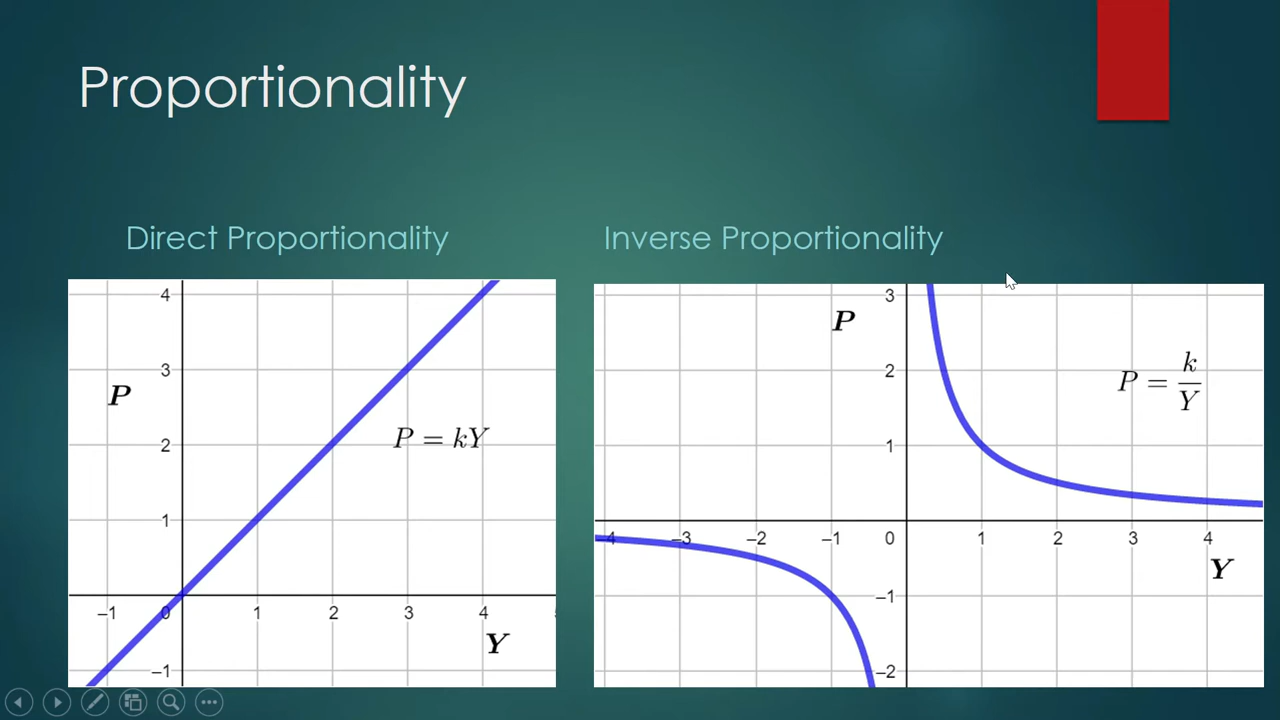 Proportionality
Direct Proportionality
4
3
P
2
P = kY
1
–1
0
1
2
3
4
Y
–1
Inverse Proportionality
3
P
P = k/Y
2
1
–4
–3
–2
–1
0
1
2
3
4
Y
–1
–2